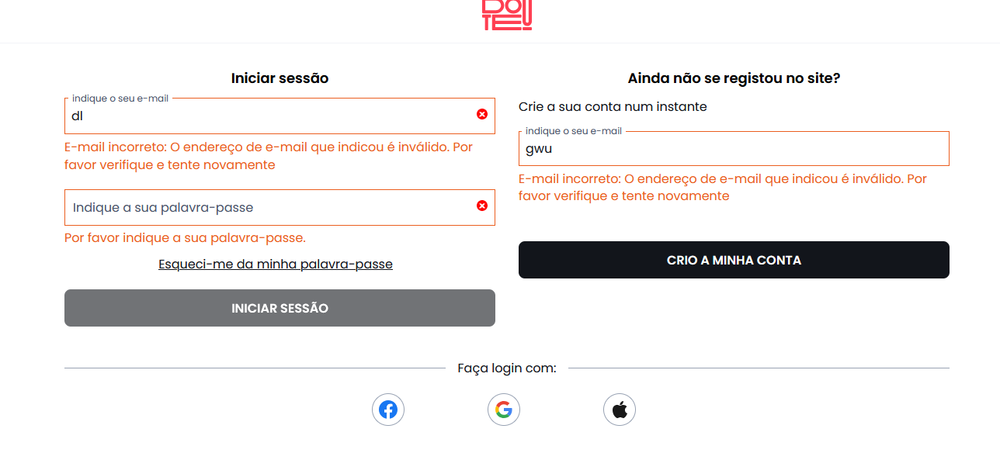 Iniciar sessão
indique o seu e-mail
dl
E-mail incorreto: O endereço de e-mail que indicou é inválido. Por
favor verifique e tente novamente
Indique a sua palavra-passe
Por favor indique a sua palavra-passe.
Esqueci-me da minha palavra-passe
INICIAR SESSÃO
Ainda não se registou no site?
Crie a sua conta num instante
indique o seu e-mail
gwu
E-mail incorreto: O endereço de e-mail que indicou é inválido. Por
favor verifique e tente novamente
CRIO A MINHA CONTA
Faça login com: